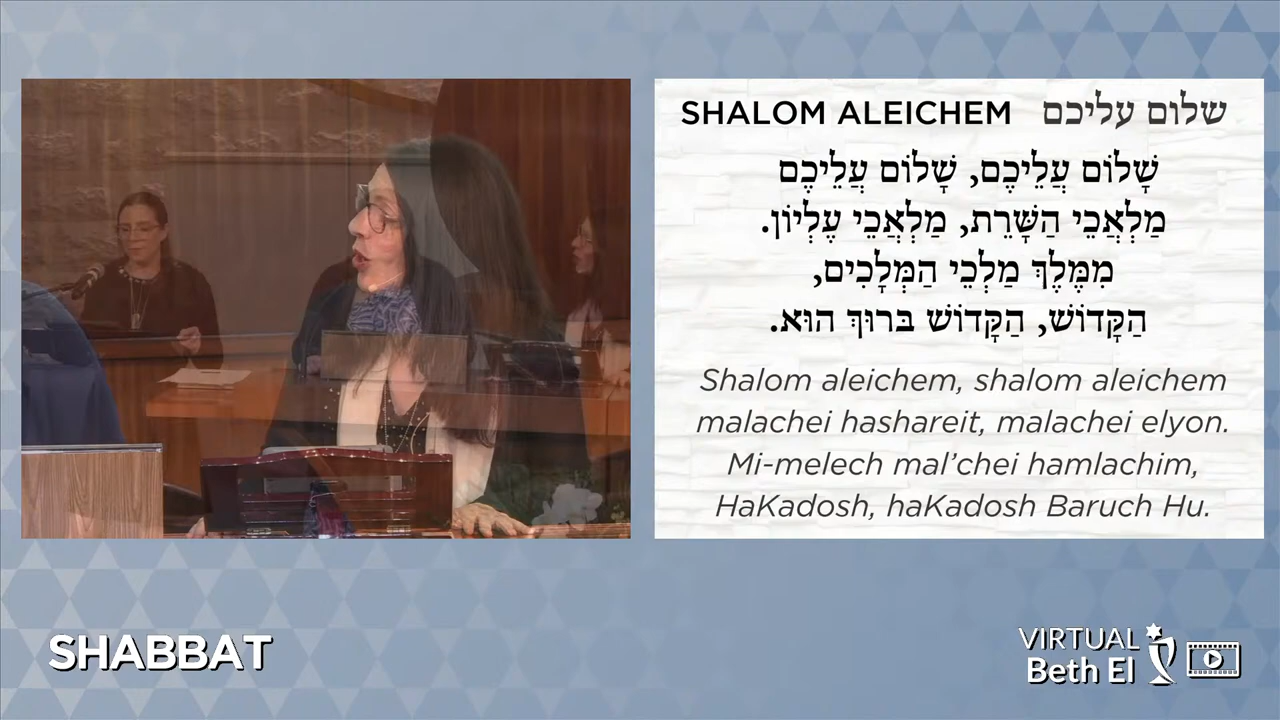 SHALOM ALEICHEM שלום עליכם
שָׁלוֹם עֲלֵיכֶם, שָׁלוֹם עֲלֵיכֶם
מַלְאֲכֵי הַשָּׁרֵת, מַלְאֲכֵי עֶלְיוֹן.
מִמֶּלֶךְ מַלְכֵי הַמְּלָכִים,
הַקָּדוֹשׁ, הַקָּדוֹשׁ בּרוּךְ הוּא.
Shalom aleichem, shalom aleichem
malachei hashareit, malachei elyon.
Mi-melech mal’chei hamlachim,
HaKadosh, haKadosh Baruch Hu.
SHABBAT
VIRTUAL
Beth El